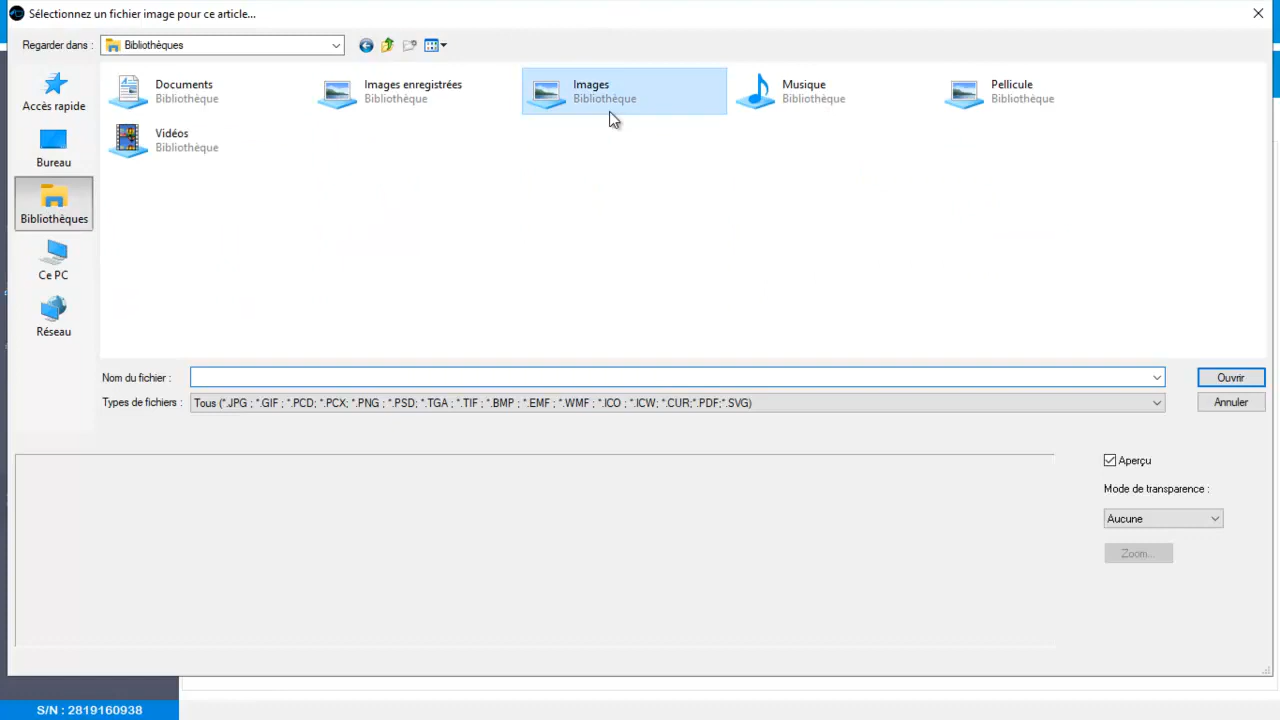 Sélectionnez un fichier image pour ce article...
Regarder dans :
Bibliothèques
Accès rapide
Bureau
Bibliothèques
Ce PC
Réseau
Documents
Bibliothèque
Images enregistrées
Bibliothèque
Images
Bibliothèque
Musique
Bibliothèque
Pellicule
Bibliothèque
Vidéos
Bibliothèque
Nom du fichier :
Ouvrir
Types de fichiers :
Tous (*.JPG ; *.GIF ; *.PCD; *.PCX; *.PNG ; *.PSD; *.TGA ; *.TIF ; *.BMP ; *.EMF ; *.WMF ; *.ICO ; *.ICW; *.CUR;*.PDF;*.SVG)
Annuler
Aperçu
Mode de transparence :
Aucune
Zoom...
S/N : 2819160938